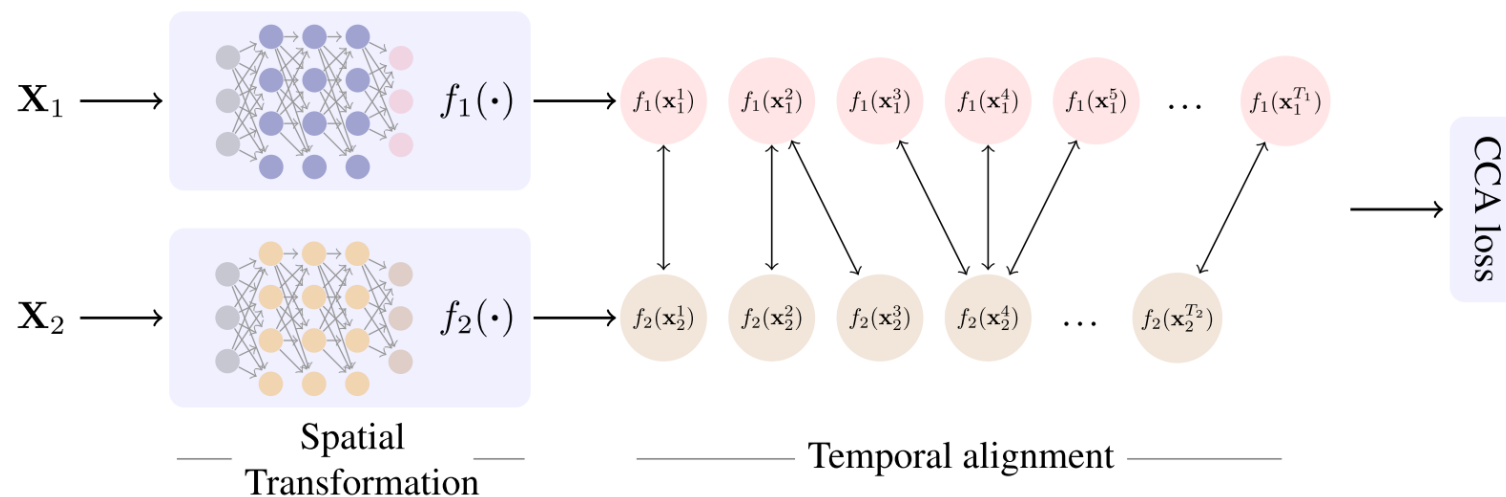 X₁
f₁(·)
f₁(x₁¹) f₁(x₁²) f₁(x₁³) f₁(x₁⁴) f₁(x₁⁵) … f₁(x₁^{T₁})
CCA loss
X₂
f₂(·)
f₂(x₂¹) f₂(x₂²) f₂(x₂³) f₂(x₂⁴) … f₂(x₂^{T₂})
Spatial
Transformation
Temporal alignment